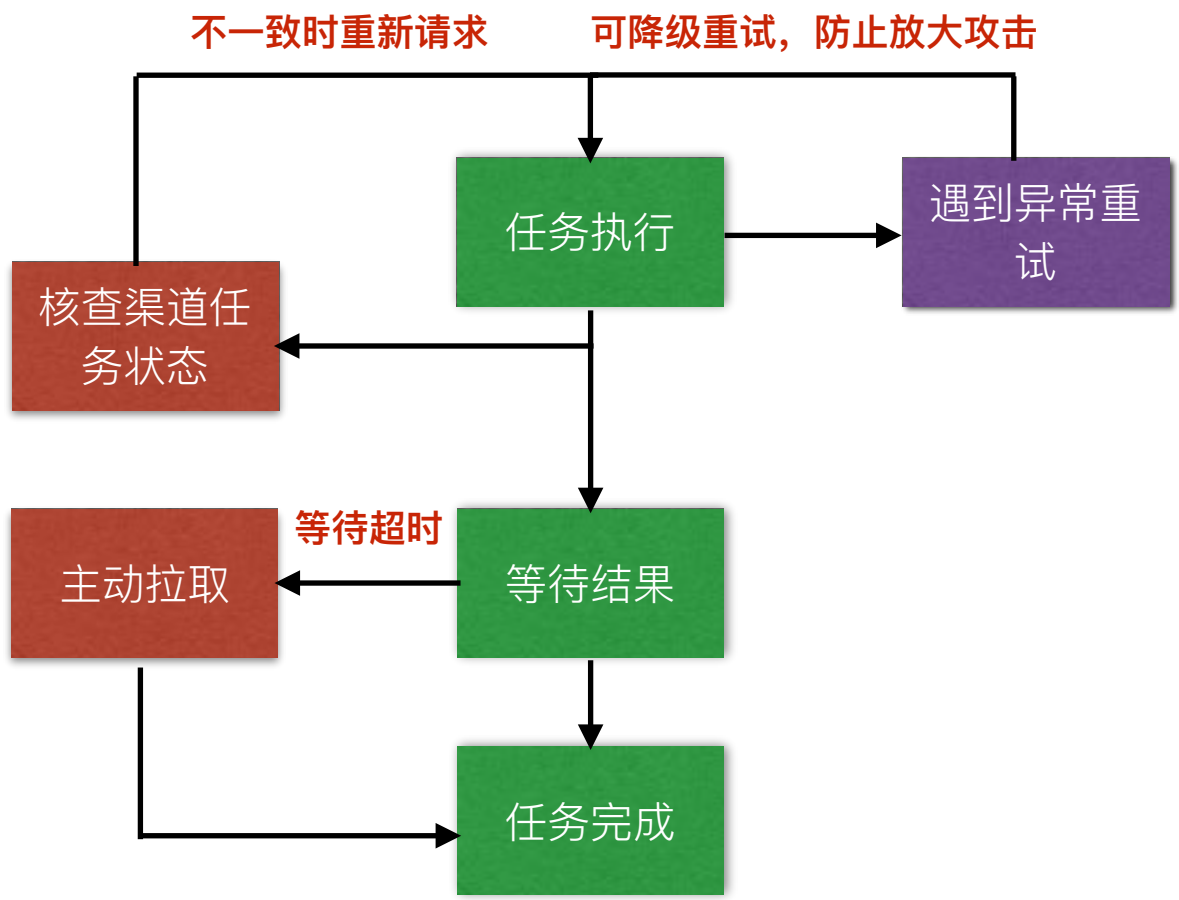 不一致时重新请求
可降级重试，防止放大攻击
任务执行
遇到异常重
试
核查渠道任
务状态
等待超时
主动拉取
等待结果
任务完成